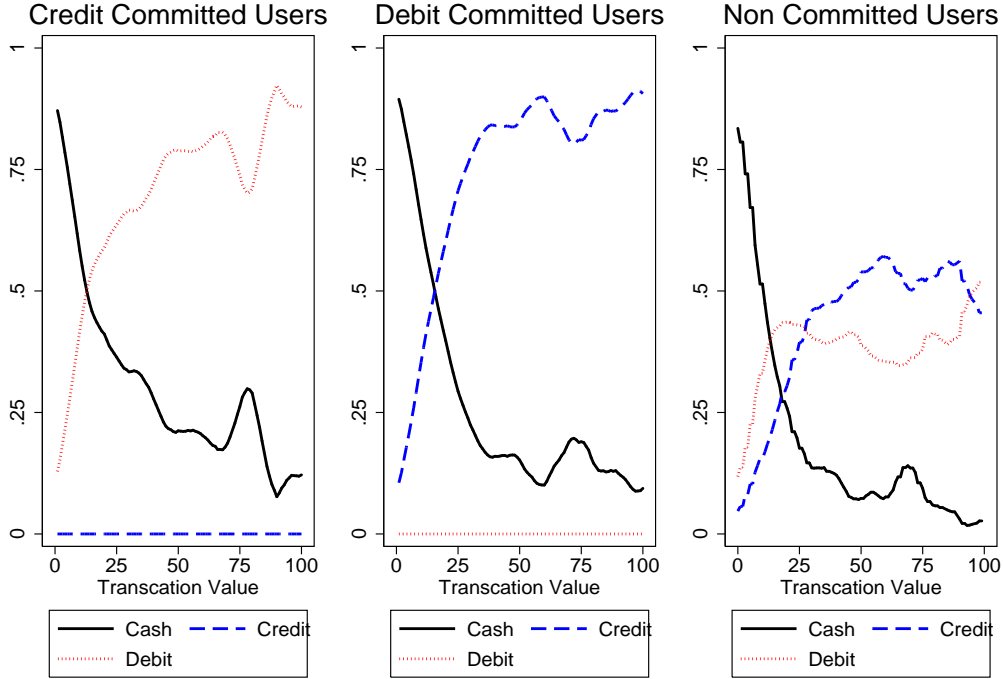 Credit Committed Users
Debit Committed Users
Non Committed Users
1
.75
.5
.25
0
0 25 50 75 100
Transcation Value
Cash Credit
Debit
1
.75
.5
.25
0
0 25 50 75 100
Transcation Value
Cash Credit
Debit
1
.75
.5
.25
0
0 25 50 75 100
Transcation Value
Cash Credit
Debit